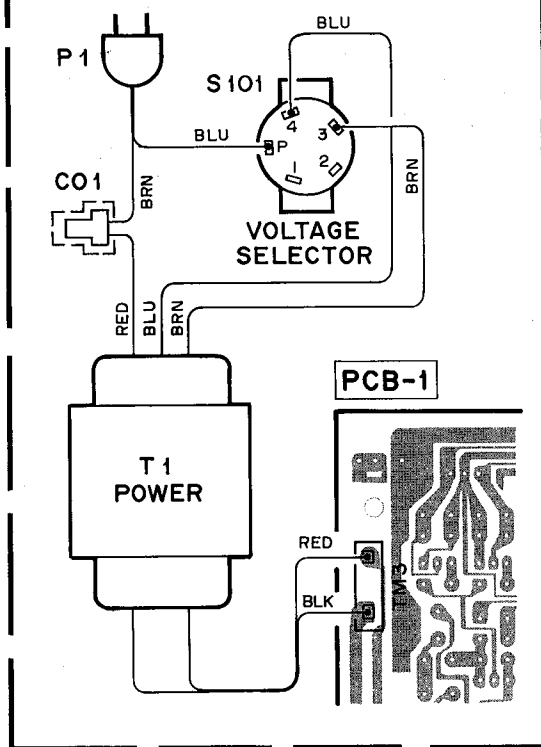 BLU
P1
S101
4
3
BLU
P
1
2
BRN
BRN
CO1
VOLTAGE
SELECTOR
RED
BLU
BRN
PCB-1
T1
POWER
RED
TM3
BLK